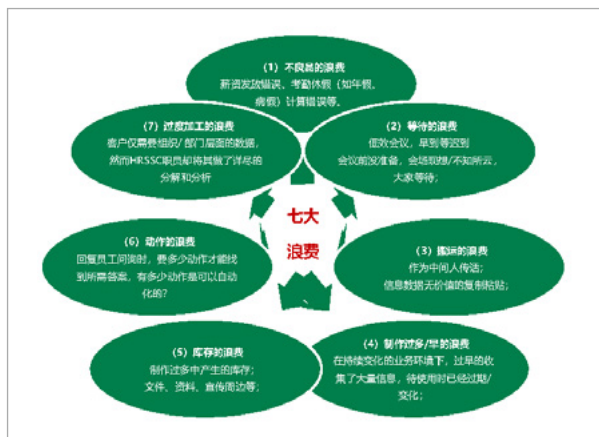 （1）不良品的浪费
薪资发放错误、考勤休假（如年假、
病假）计算错误等。
（2）等待的浪费
低效会议，早到等迟到
会议前没准备，会场联想/不知所云，
大家等待；
（3）搬运的浪费
作为中间人传话；
信息数据无价值的复制粘贴；
（4）制作过多/早的浪费
在持续变化的业务环境下，过早的收
集了大量信息，待使用时已经过期/
变化；
（5）库存的浪费
制作过多中产生的库存；
文件、资料、宣传周边等；
（6）动作的浪费
回复员工问询时，要多少动作才能找
到所需答案，有多少动作是可以自动
化的？
（7）过度加工的浪费
客户仅需要组织/部门层面的数据，
然而HRSSC职员却将其做了详尽的
分解和分析
七大
浪费